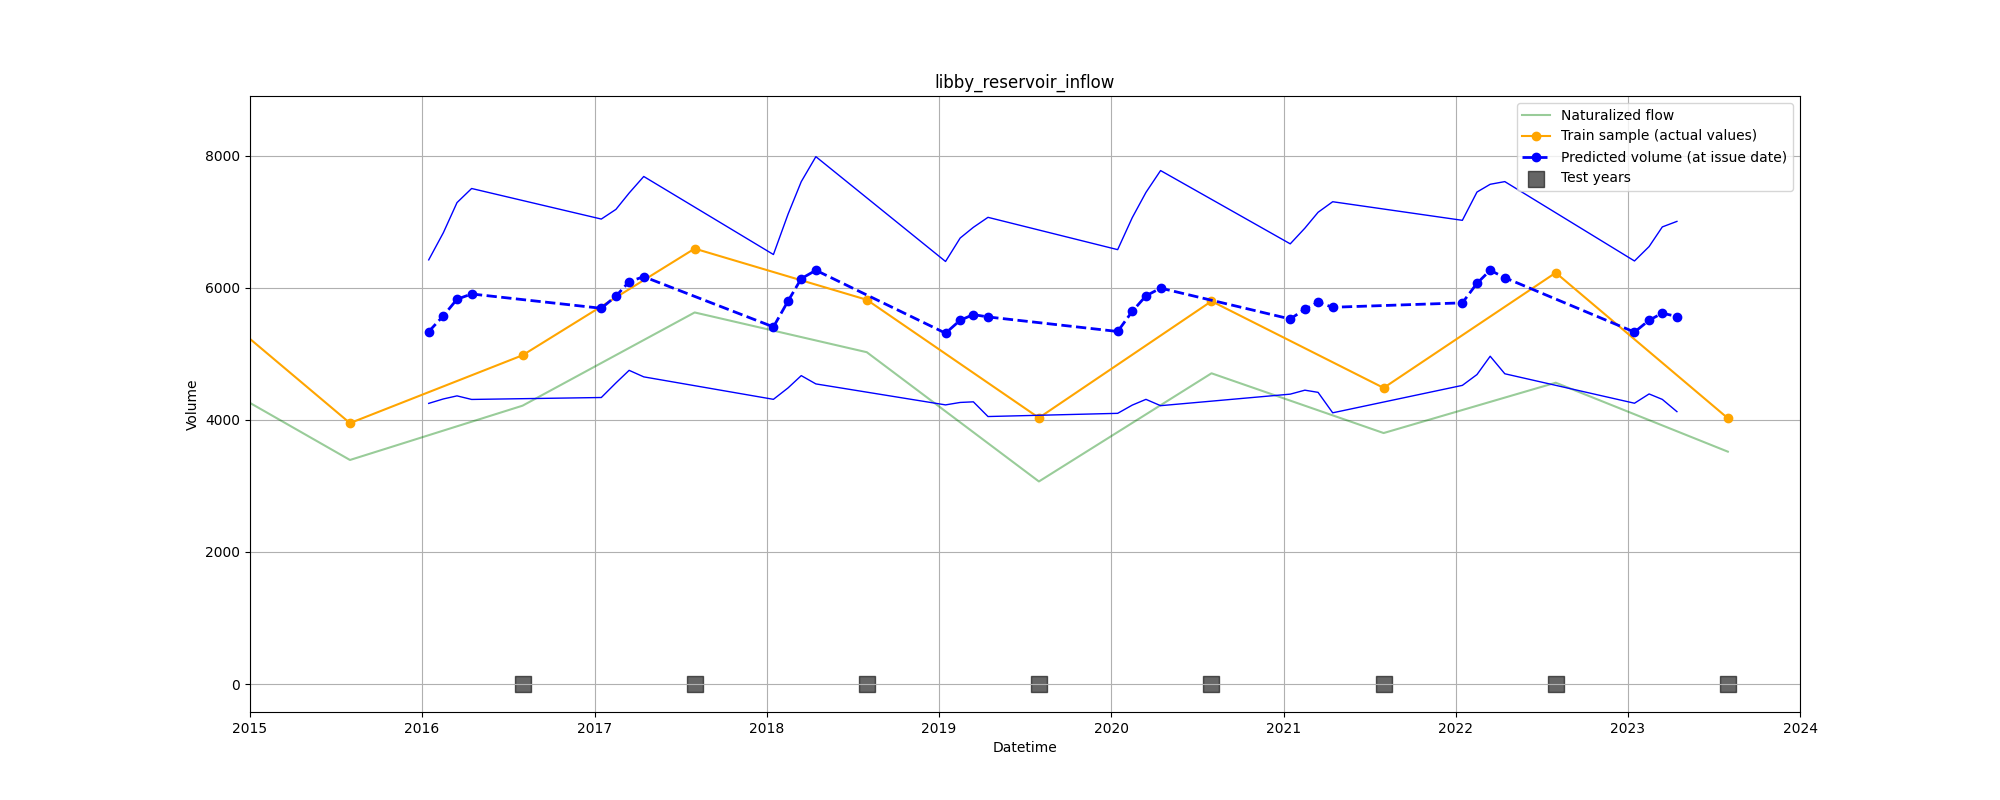 libby_reservoir_inflow
Naturalized flow
Train sample (actual values)
Predicted volume (at issue date)
Test years
Volume
8000
6000
4000
2000
0
2015 2016 2017 2018 2019 2020 2021 2022 2023 2024
Datetime